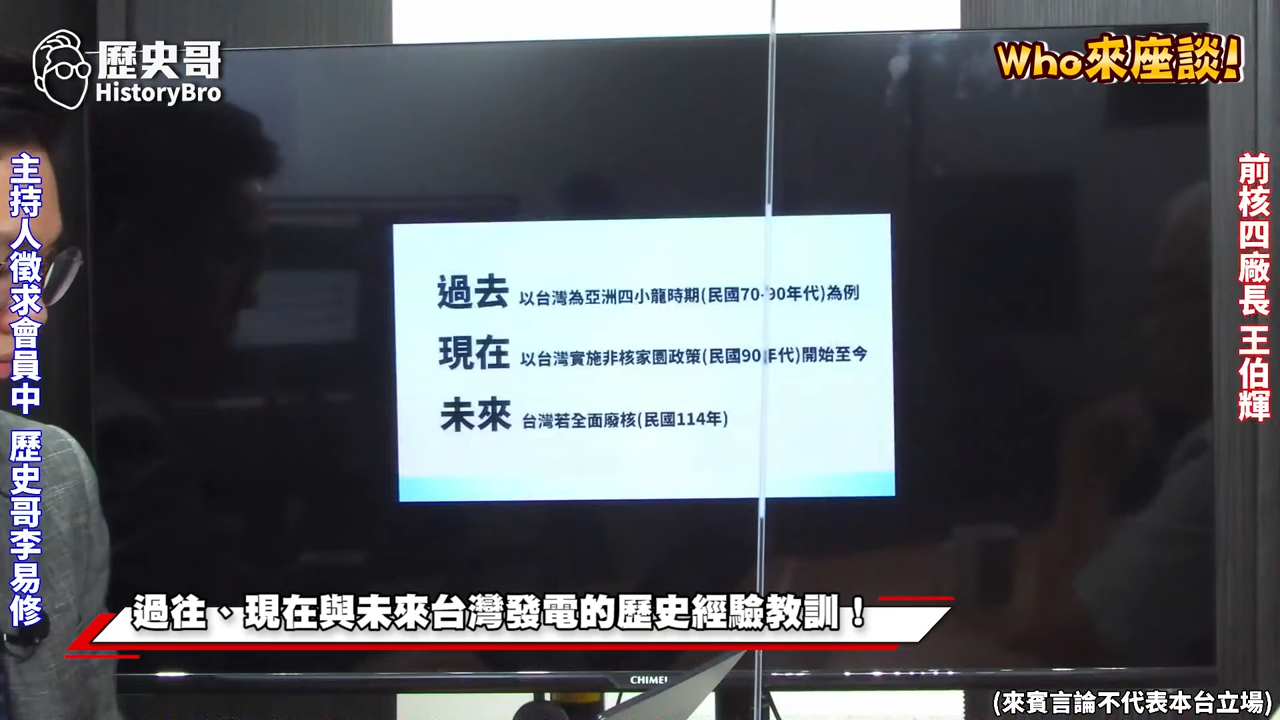 歷史哥
HistoryBro
Who來座談!
主持人徵求會員中 歷史哥李易修
前核四廠長 王伯輝
過去 以台灣為亞洲四小龍時期(民國70-90年代)為例
現在 以台灣實施非核家園政策(民國90年代)開始至今
未來 台灣若全面廢核(民國114年)
過往、現在與未來台灣發電的歷史經驗教訓!
CHIMEI
(來賓言論不代表本台立場)